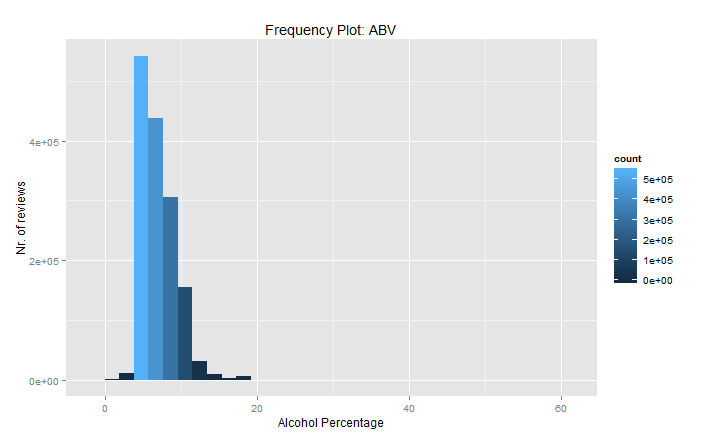 Frequency Plot: ABV
Nr. of reviews
4e+05
2e+05
0e+00
0 20 40 60
Alcohol Percentage
count
5e+05
4e+05
3e+05
2e+05
1e+05
0e+00